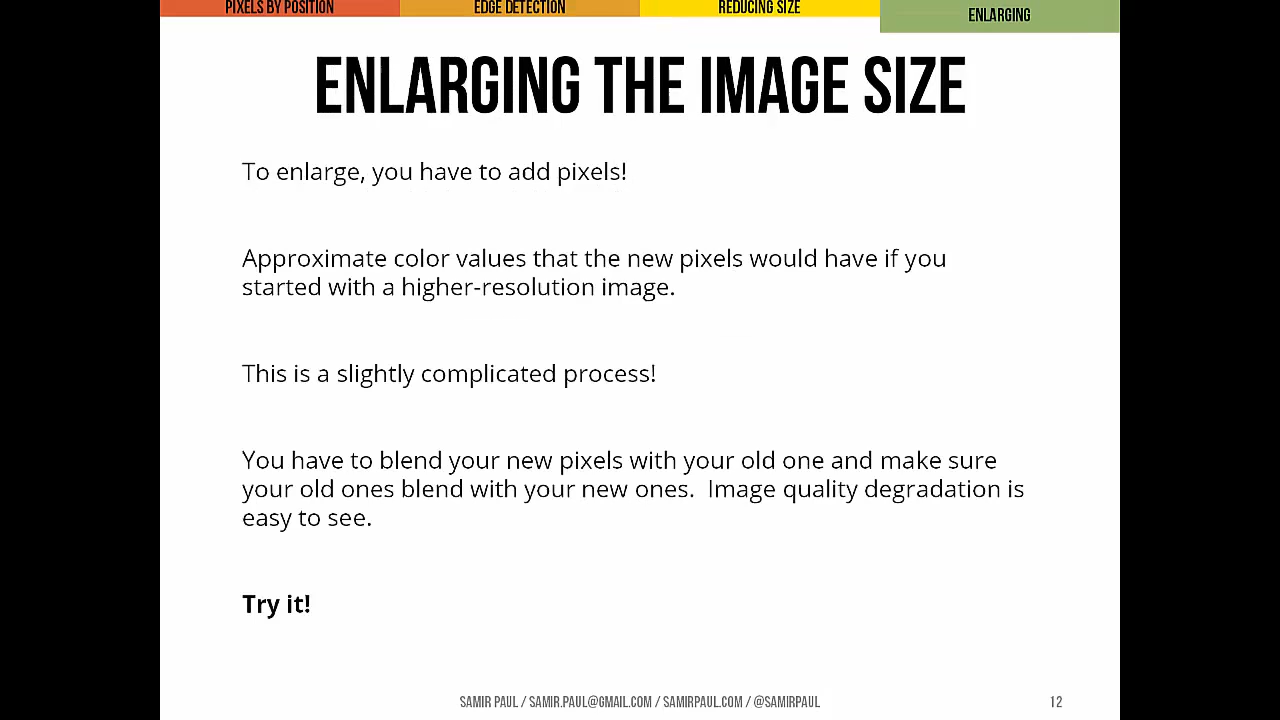 PIXELS BY POSITION
EDGE DETECTION
REDUCING SIZE
ENLARGING
ENLARGING THE IMAGE SIZE
To enlarge, you have to add pixels!
Approximate color values that the new pixels would have if you
started with a higher-resolution image.
This is a slightly complicated process!
You have to blend your new pixels with your old one and make sure
your old ones blend with your new ones.  Image quality degradation is
easy to see.
Try it!
SAMIR PAUL / SAMIR.PAUL@GMAIL.COM / SAMIRPAUL.COM / @SAMIRPAUL
12